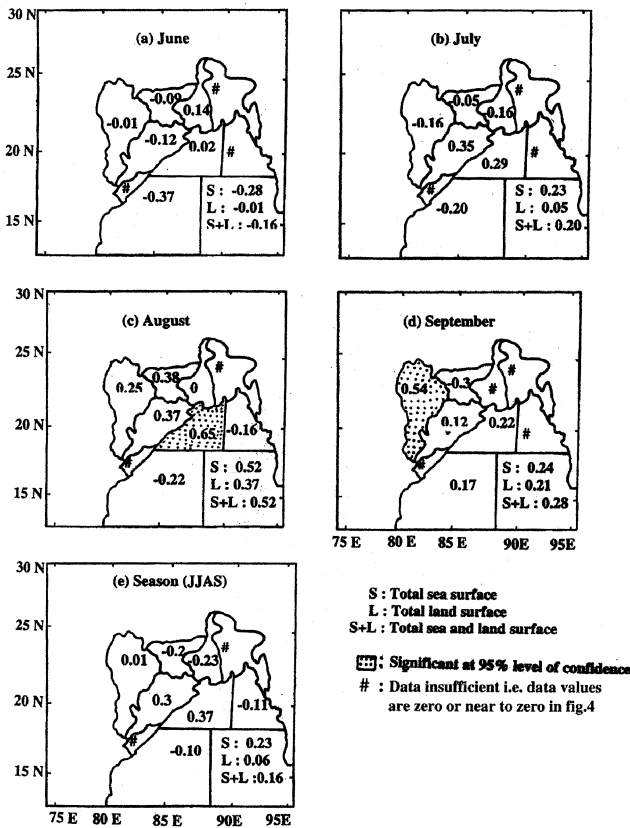 30 N
(a) June
(b) July
25 N
20 N
15 N
-0.09
#
0.14
-0.01
-0.12
0.02
#
#
-0.37
S : -0.28
L : -0.01
S+L : -0.16
-0.05
#
-0.16
-0.16
0.35
0.29
#
#
-0.20
S : 0.23
L : 0.05
S+L : 0.20
30 N
(c) August
(d) September
25 N
20 N
15 N
0.38
#
0.25
0
0.37
0.65
-0.16
#
-0.22
S : 0.52
L : 0.37
S+L : 0.52
#
0.54
-0.3
#
0.12
0.22
#
#
0.17
S : 0.24
L : 0.21
S+L : 0.28
75 E 80 E 85 E 90E 95E
30 N
(e) Season (JJAS)
25 N
20 N
15 N
-0.2
#
0.01
-0.23
0.3
0.37
-0.11
#
-0.10
S : 0.23
L : 0.06
S+L :0.16
75 E 80 E 85 E 90E 95E
S : Total sea surface
L : Total land surface
S+L : Total sea and land surface
: Significant at 95% level of confidence
# : Data insufficient i.e. data values
are zero or near to zero in fig.4